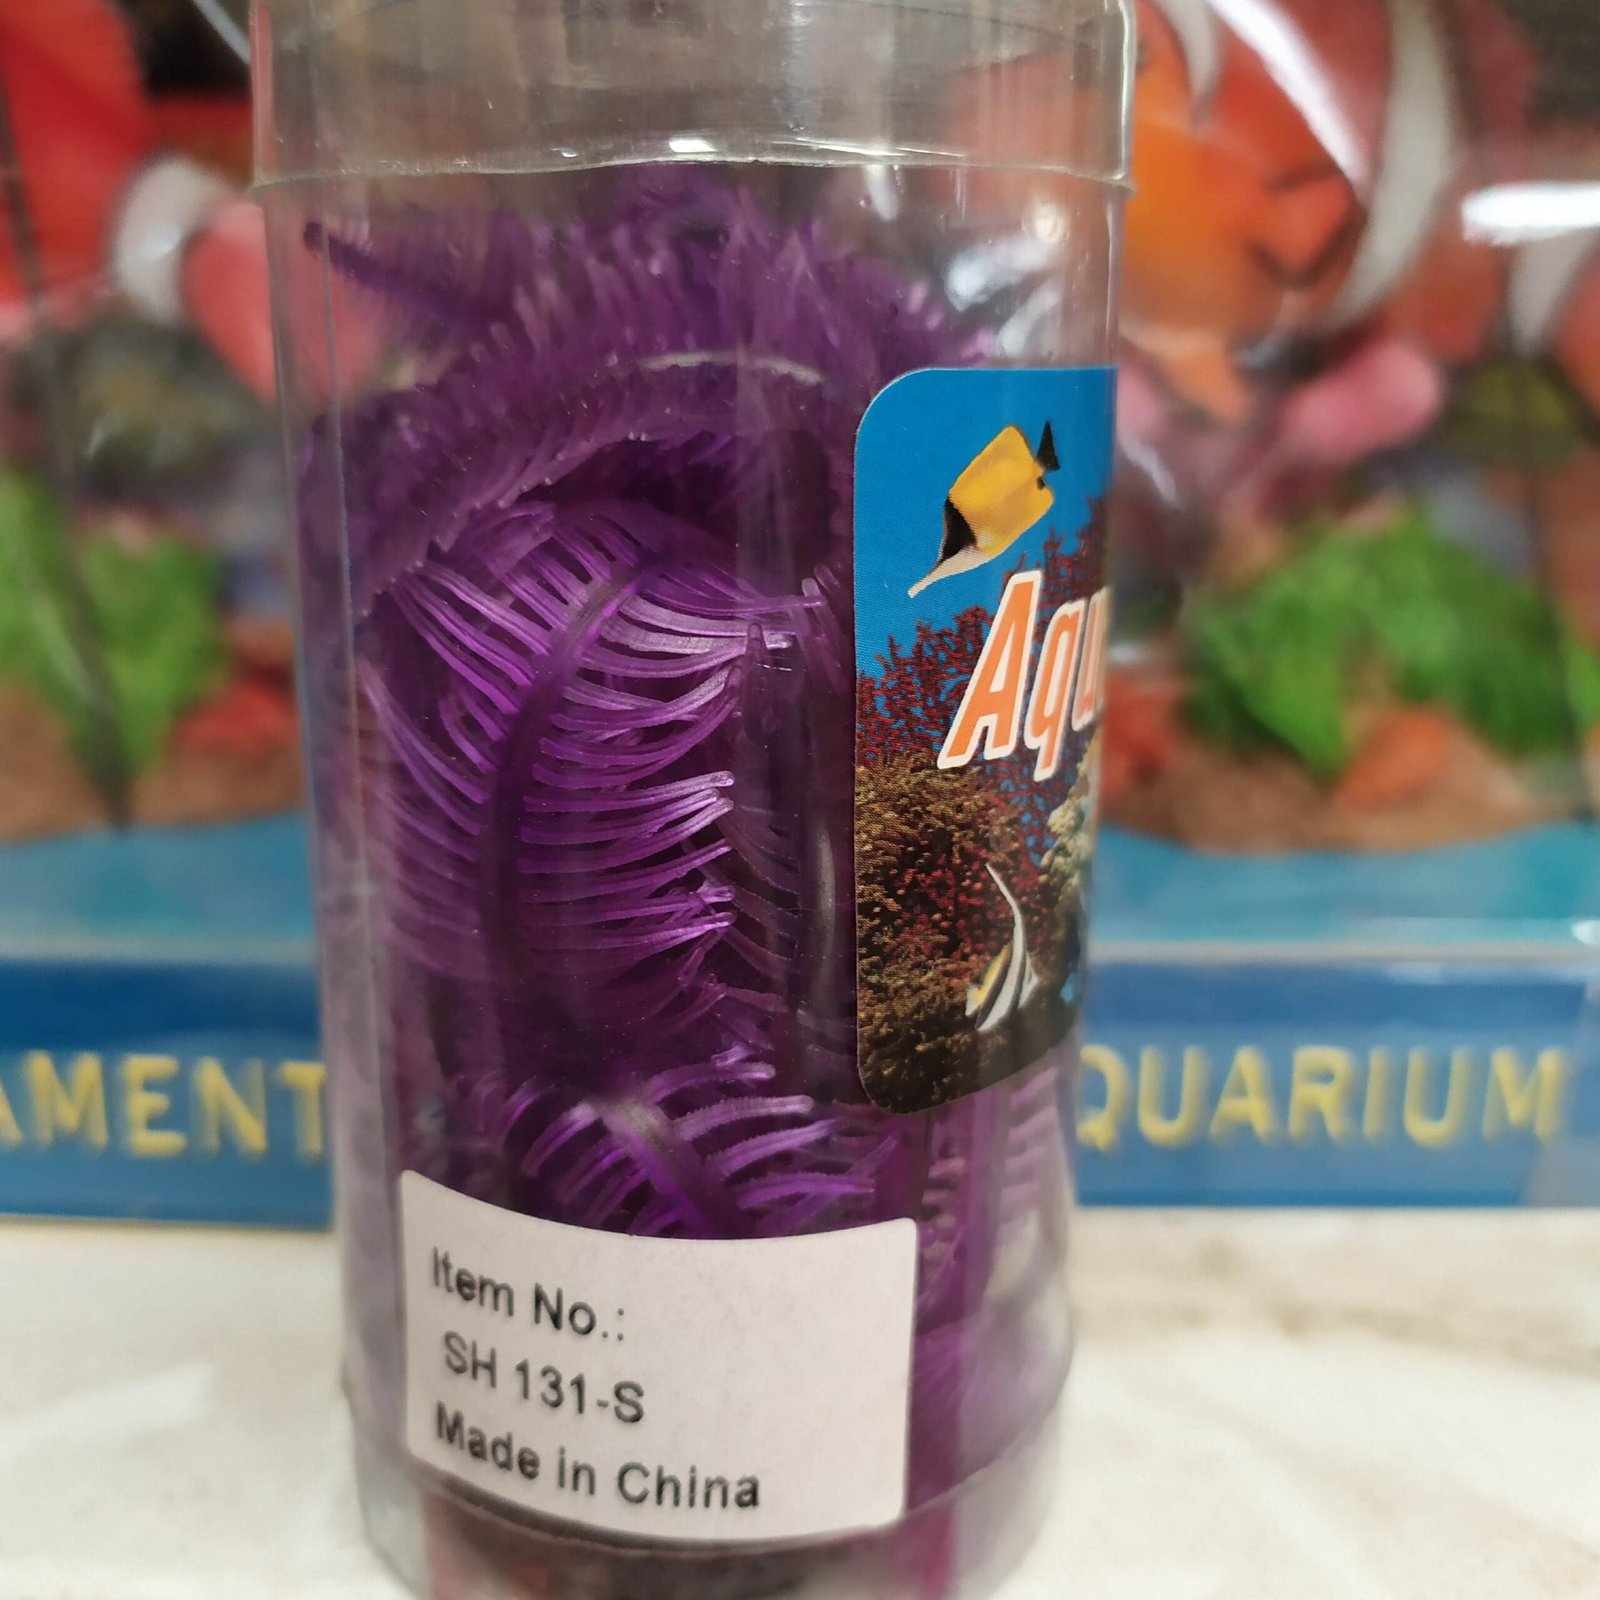 Aqu
AMENT
QUARIUM
Item No.:
SH 131-S
Made in China